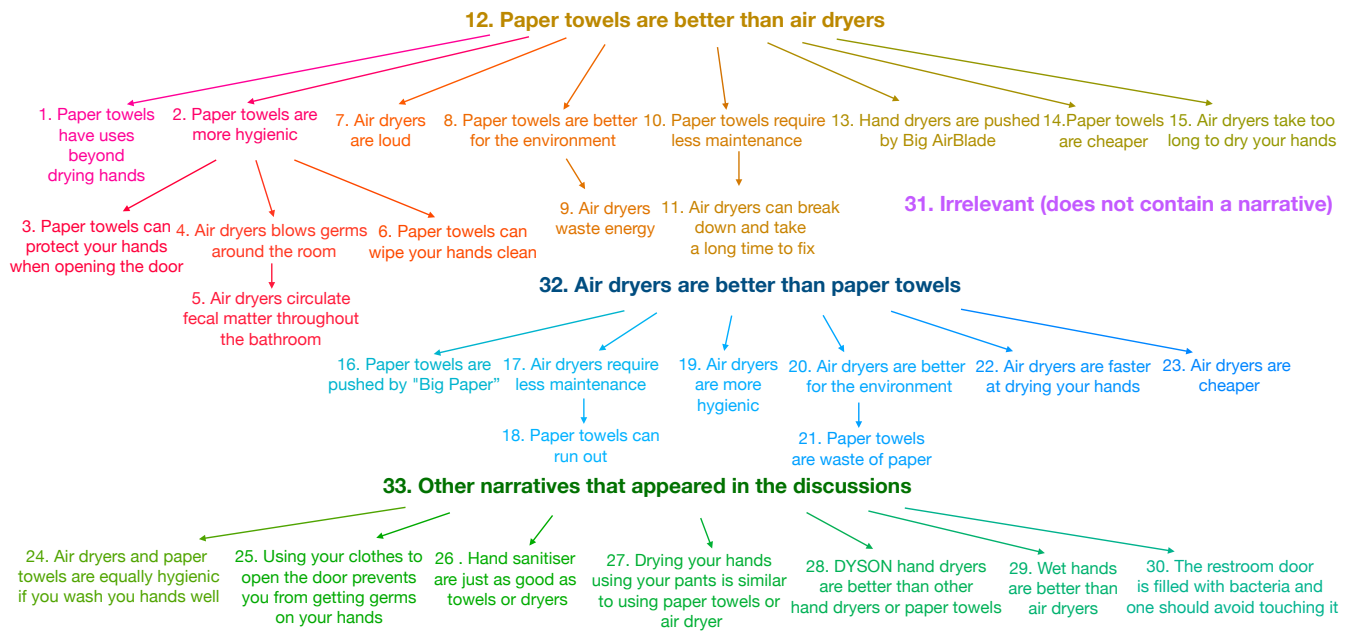 12. Paper towels are better than air dryers
1. Paper towels
have uses
beyond
drying hands
2. Paper towels are
more hygienic
7. Air dryers
are loud
8. Paper towels are better
for the environment
10. Paper towels require
less maintenance
13. Hand dryers are pushed
by Big AirBlade
14.Paper towels
are cheaper
15. Air dryers take too
long to dry your hands
3. Paper towels can
protect your hands
when opening the door
4. Air dryers blows germs
around the room
6. Paper towels can
wipe your hands clean
9. Air dryers
waste energy
11. Air dryers can break
down and take
a long time to fix
31. Irrelevant (does not contain a narrative)
5. Air dryers circulate
fecal matter throughout
the bathroom
32. Air dryers are better than paper towels
16. Paper towels are
pushed by "Big Paper”
17. Air dryers require
less maintenance
19. Air dryers
are more
hygienic
20. Air dryers are better
for the environment
22. Air dryers are faster
at drying your hands
23. Air dryers are
cheaper
18. Paper towels can
run out
21. Paper towels
are waste of paper
33. Other narratives that appeared in the discussions
24. Air dryers and paper
towels are equally hygienic
if you wash you hands well
25. Using your clothes to
open the door prevents
you from getting germs
on your hands
26 . Hand sanitiser
are just as good as
towels or dryers
27. Drying your hands
using your pants is similar
to using paper towels or
air dryer
28. DYSON hand dryers
are better than other
hand dryers or paper towels
29. Wet hands
are better than
air dryers
30. The restroom door
is filled with bacteria and
one should avoid touching it